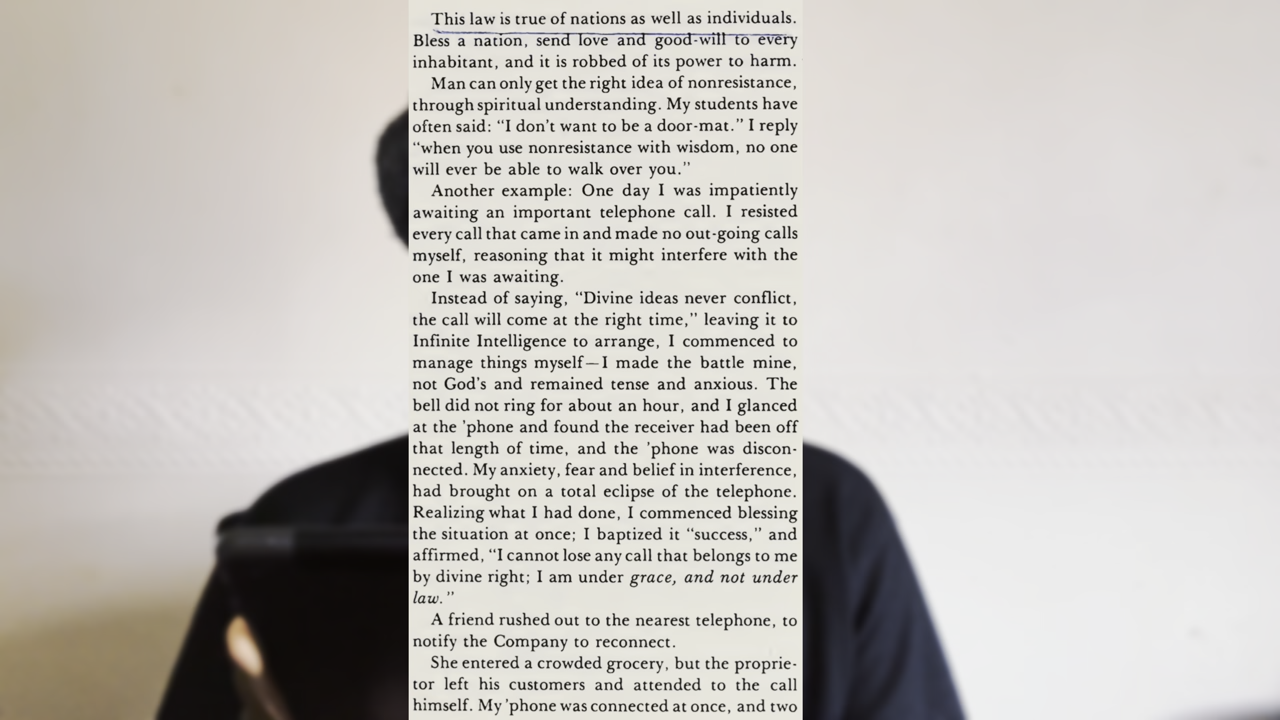 This law is true of nations as well as individuals.
Bless a nation, send love and good-will to every
inhabitant, and it is robbed of its power to harm.
Man can only get the right idea of nonresistance,
through spiritual understanding. My students have
often said: “I don’t want to be a door-mat.” I reply
“when you use nonresistance with wisdom, no one
will ever be able to walk over you.”
Another example: One day I was impatiently
awaiting an important telephone call. I resisted
every call that came in and made no out-going calls
myself, reasoning that it might interfere with the
one I was awaiting.
Instead of saying, “Divine ideas never conflict,
the call will come at the right time,” leaving it to
Infinite Intelligence to arrange, I commenced to
manage things myself—I made the battle mine,
not God’s and remained tense and anxious. The
bell did not ring for about an hour, and I glanced
at the ’phone and found the receiver had been off
that length of time, and the ’phone was discon-
nected. My anxiety, fear and belief in interference,
had brought on a total eclipse of the telephone.
Realizing what I had done, I commenced blessing
the situation at once; I baptized it “success,” and
affirmed, “I cannot lose any call that belongs to me
by divine right; I am under grace, and not under
law.”
A friend rushed out to the nearest telephone, to
notify the Company to reconnect.
She entered a crowded grocery, but the proprie-
tor left his customers and attended to the call
himself. My ’phone was connected at once, and two